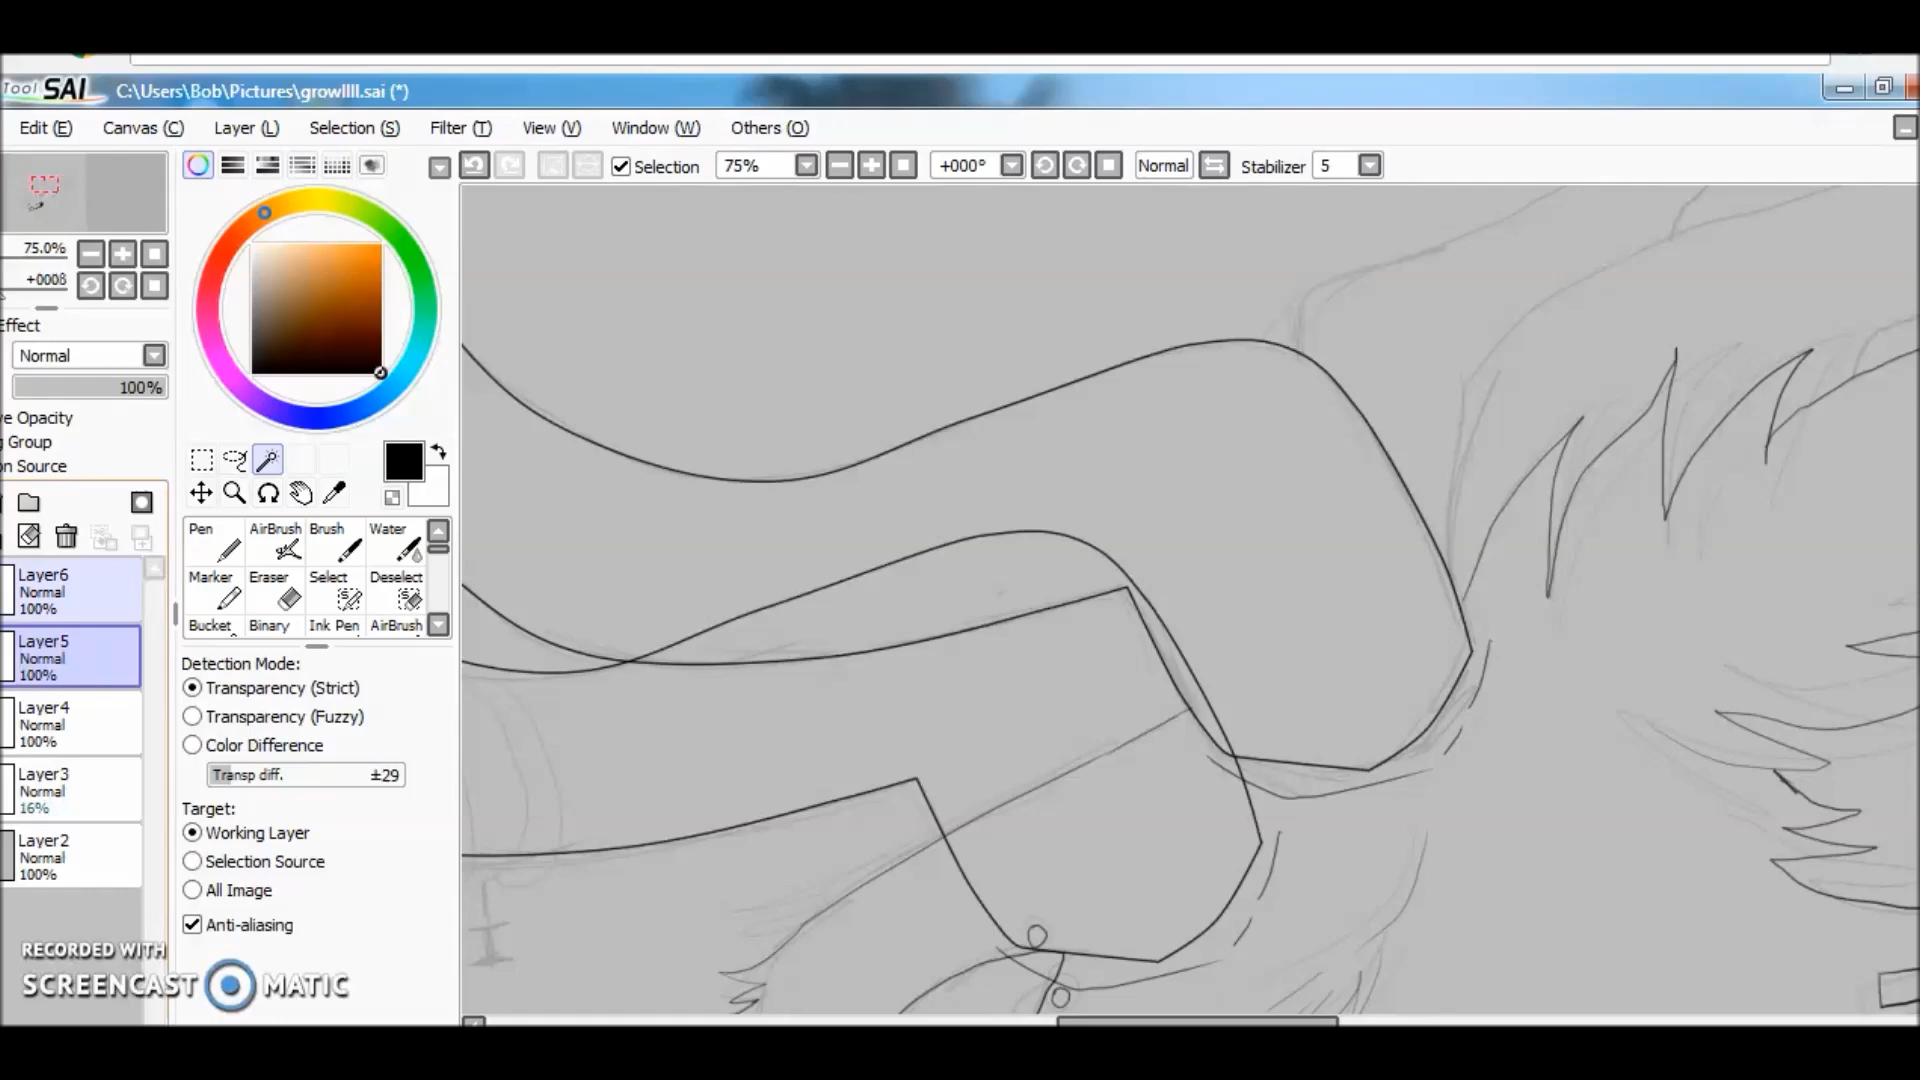 Tool SAI C:\Users\Bob\Pictures\growllll.sai (*)
Edit (E) Canvas (C) Layer (L) Selection (S) Filter (T) View (V) Window (W) Others (O)
Selection 75% +000° Normal Stabilizer 5
75.0%
Effect
Normal
100%
ve Opacity
g Group
on Source
Layer6
Normal
100%
Layer5
Normal
100%
Layer4
Normal
100%
Layer3
Normal
16%
Layer2
Normal
100%
Pen AirBrush Brush Water
Marker Eraser Select Deselect
Bucket Binary Ink Pen AirBrush
Detection Mode:
Transparency (Strict)
Transparency (Fuzzy)
Color Difference
Transp diff. ±29
Target:
Working Layer
Selection Source
All Image
Anti-aliasing
RECORDED WITH
SCREENCAST MATIC